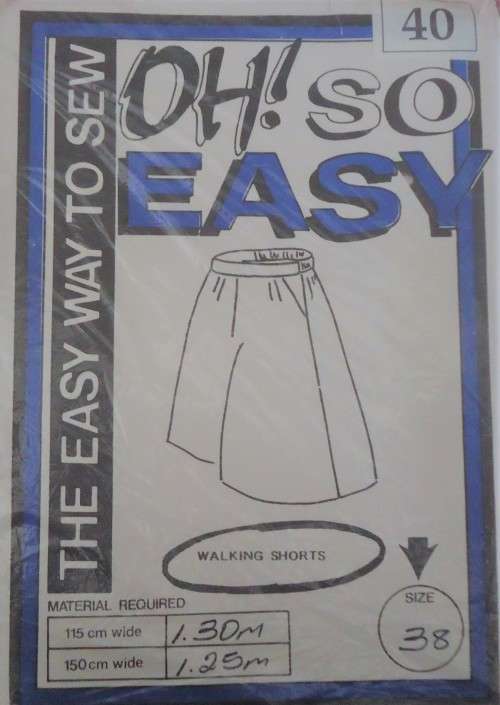 40
OH! SO
EASY
THE EASY WAY TO SEW
WALKING SHORTS
MATERIAL REQUIRED
115 cm wide 1.30m
150 cm wide 1.25m
SIZE
38